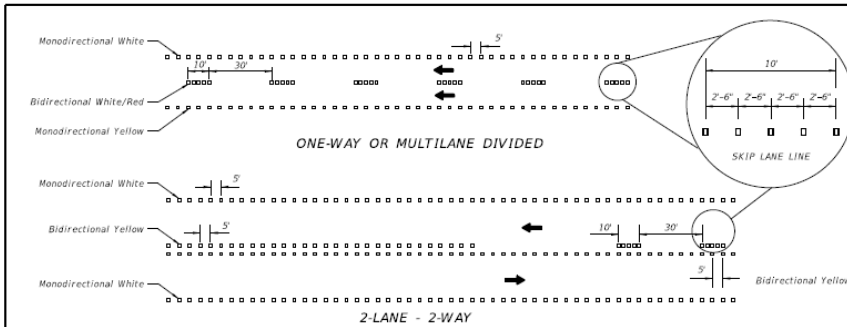 Monodirectional White
5'
10'
30'
Bidirectional White/Red
Monodirectional Yellow
ONE-WAY OR MULTILANE DIVIDED
10'
2'-6" 2'-6" 2'-6" 2'-6"
SKIP LANE LINE
Monodirectional White
5'
Bidirectional Yellow
5'
10'
30'
5'
Bidirectional Yellow
Monodirectional White
2-LANE - 2-WAY